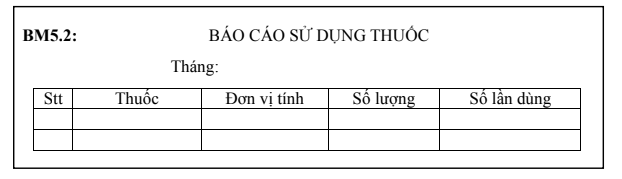 BM5.2: BÁO CÁO SỬ DỤNG THUỐC
Tháng:
Stt Thuốc Đơn vị tính Số lượng Số lần dùng